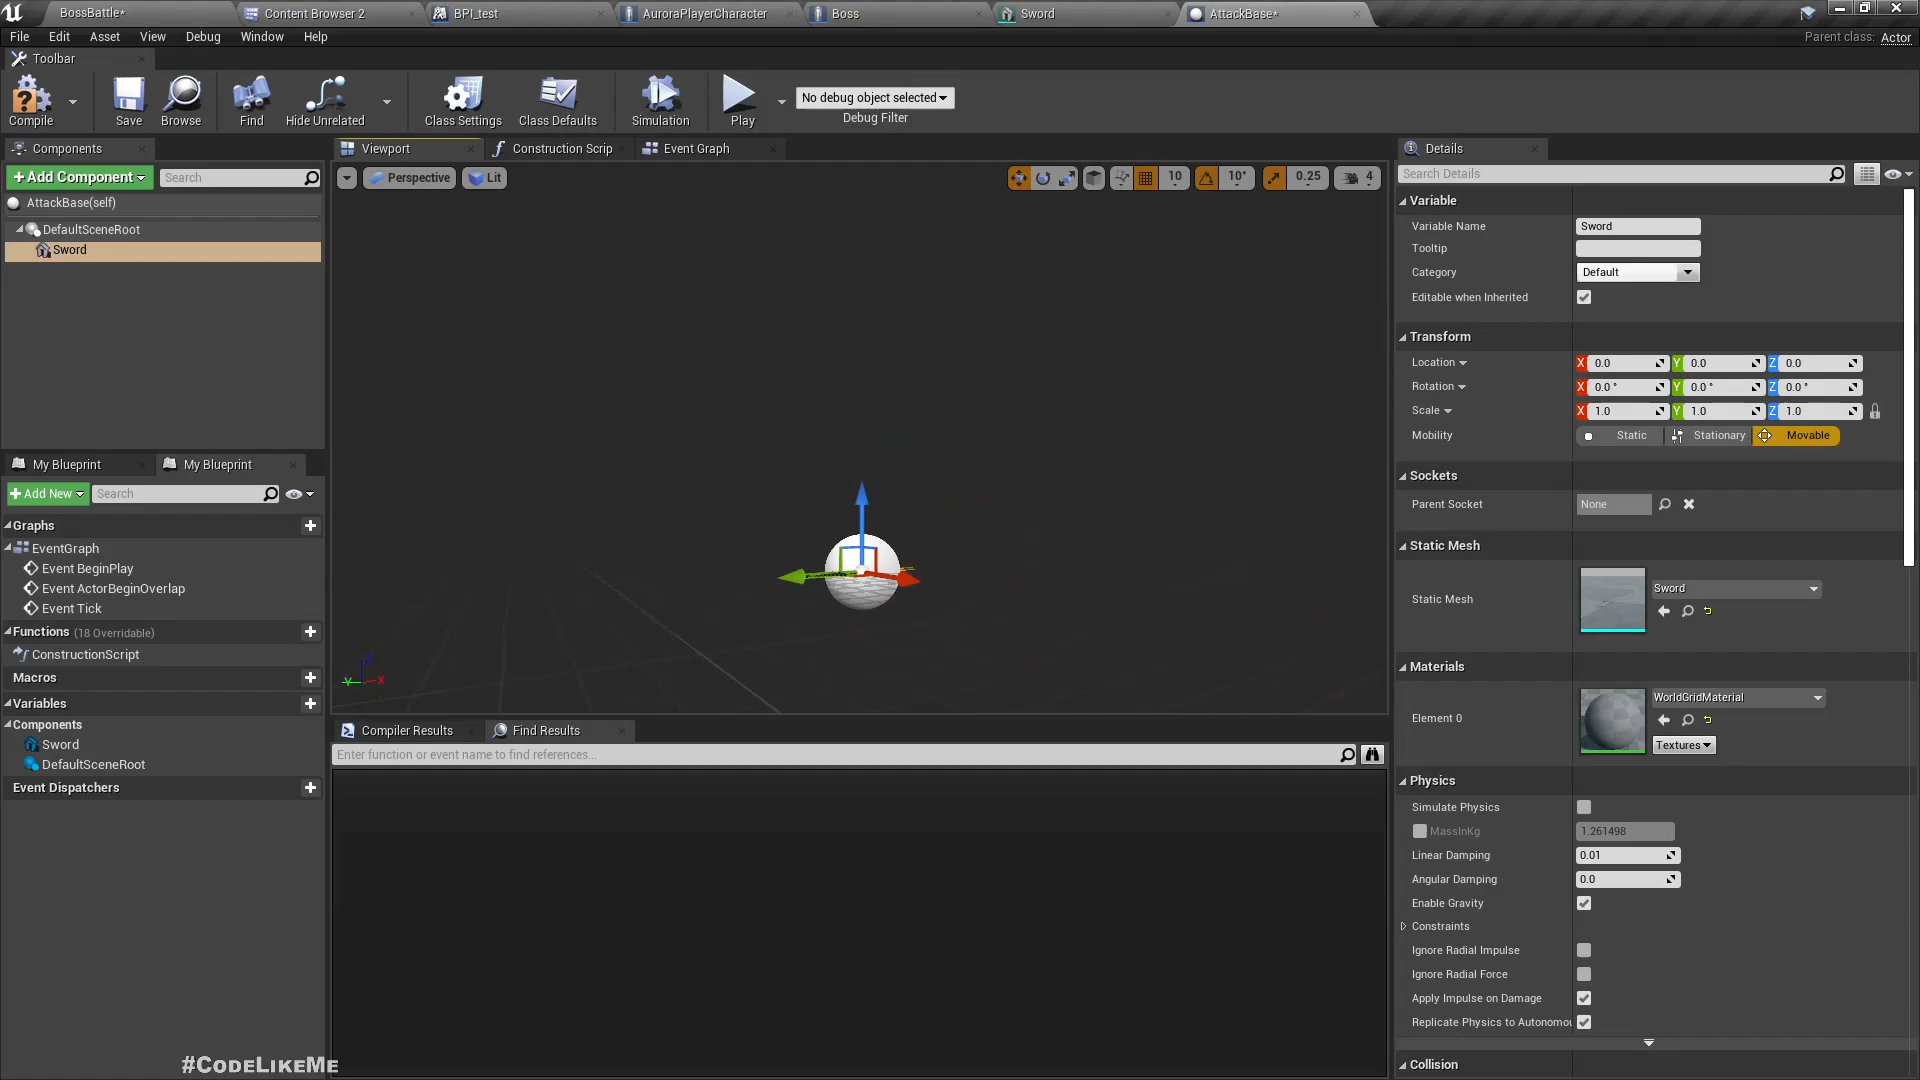 BossBattle*
Content Browser 2
BPI_test
AuroraPlayerCharacter
Boss
Sword
AttackBase*
File
Edit
Asset
View
Debug
Window
Help
Parent class: Actor
Toolbar
Compile
Save
Browse
Find
Hide Unrelated
Class Settings
Class Defaults
Simulation
Play
No debug object selected
Debug Filter
Components
+Add Component
Search
AttackBase(self)
DefaultSceneRoot
Sword
Viewport
Construction Scrip
Event Graph
Perspective
Lit
10
10°
0.25
4
Z
Y
X
My Blueprint
My Blueprint
+Add New
Search
Graphs
EventGraph
Event BeginPlay
Event ActorBeginOverlap
Event Tick
Functions (18 Overridable)
ConstructionScript
Macros
Variables
Components
Sword
DefaultSceneRoot
Event Dispatchers
Compiler Results
Find Results
Enter function or event name to find references...
Details
Search Details
Variable
Variable Name Sword
Tooltip
Category Default
Editable when Inherited
Transform
Location X 0.0 Y 0.0 Z 0.0
Rotation X 0.0 ° Y 0.0 ° Z 0.0 °
Scale X 1.0 Y 1.0 Z 1.0
Mobility Static Stationary Movable
Sockets
Parent Socket None
Static Mesh
Static Mesh Sword
Materials
Element 0 WorldGridMaterial
Textures
Physics
Simulate Physics
MassInKg 1.261498
Linear Damping 0.01
Angular Damping 0.0
Enable Gravity
Constraints
Ignore Radial Impulse
Ignore Radial Force
Apply Impulse on Damage
Replicate Physics to Autonomou
Collision
#CodeLikeMe